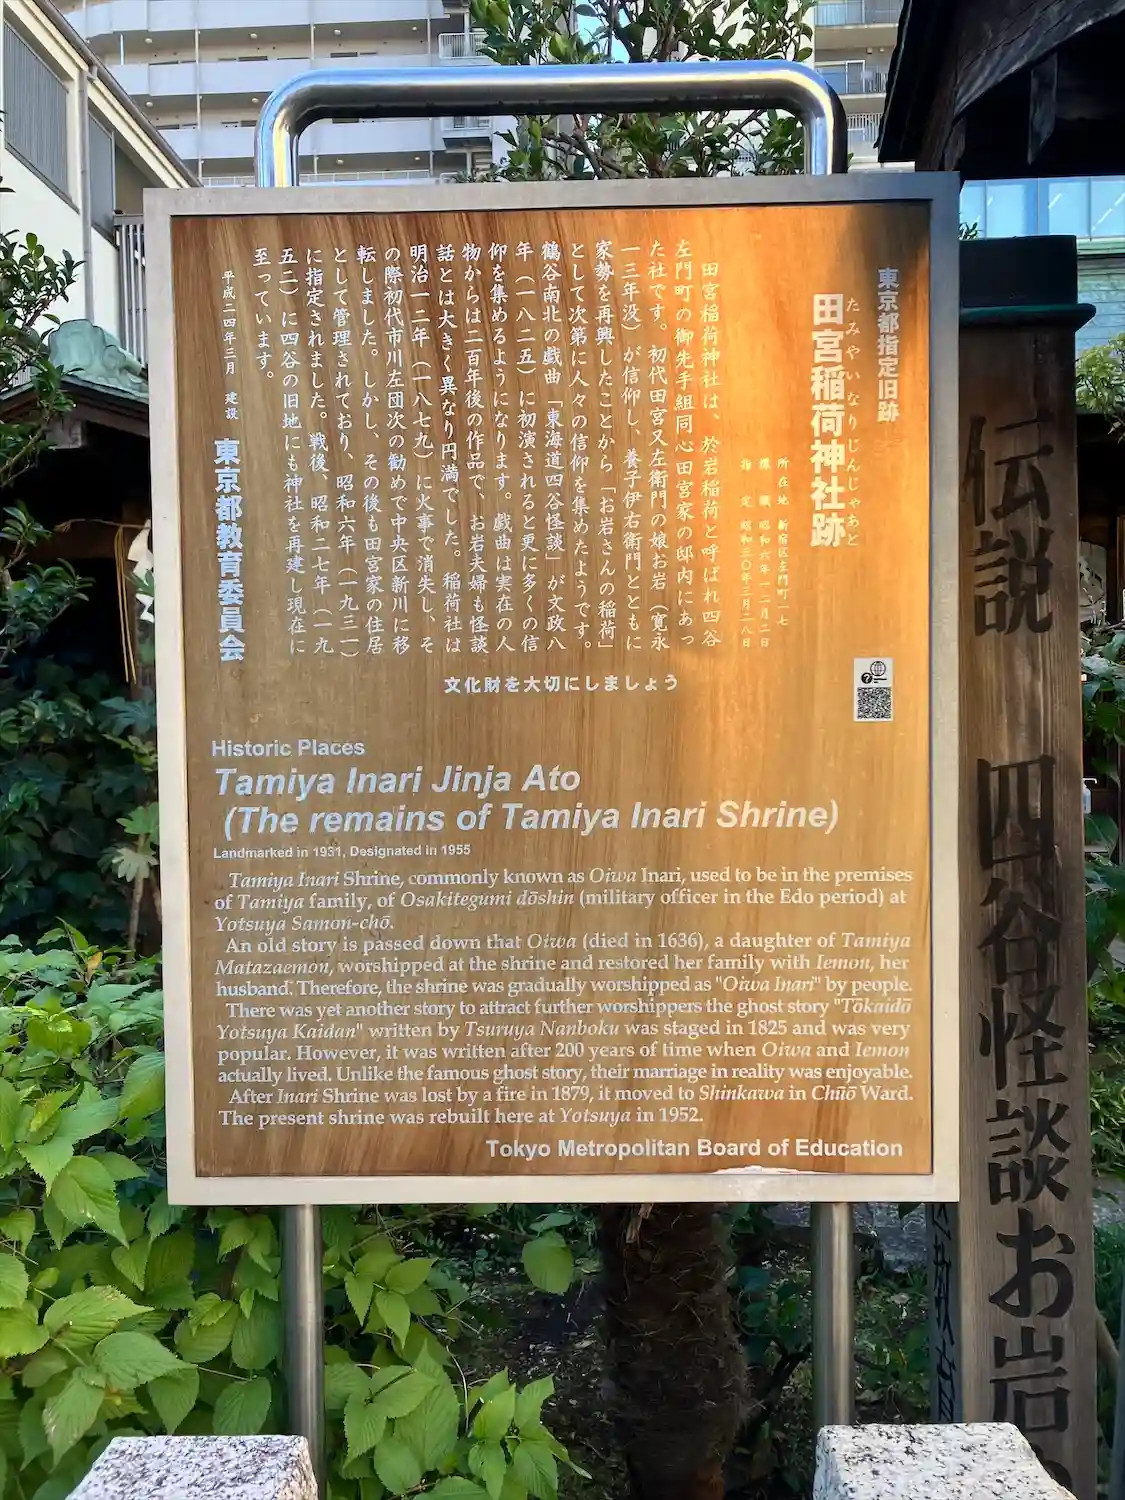 東京都指定旧跡
田宮稲荷神社跡
たみやいなりじんじゃあと
所在地 新宿区左門町一七
標識 昭和六年一二月二日
指定 昭和三〇年三月二八日
田宮稲荷神社は、於岩稲荷と呼ばれ四谷
左門町の御先手組同心田宮家の邸内にあっ
た社です。初代田宮又左衛門の娘お岩（寛永
一三年没）が信仰し、養子伊右衛門とともに
家勢を再興したことから「お岩さんの稲荷」
として次第に人々の信仰を集めたようです。
鶴谷南北の戯曲「東海道四谷怪談」が文政八
年（一八二五）に初演されると更に多くの信
仰を集めるようになります。戯曲は実在の人
物からは二百年後の作品で、お岩夫婦も怪談
話とは大きく異なり円満でした。稲荷社は
明治一二年（一八七九）に火事で消失し、そ
の際初代市川左団次の勧めで中央区新川に移
転しました。しかし、その後も田宮家の住居
として管理されており、昭和六年（一九三一）
に指定されました。戦後、昭和二七年（一九
五二）に四谷の旧地にも神社を再建し現在に
至っています。
平成二四年三月 建設
東京都教育委員会
文化財を大切にしましょう
Historic Places
Tamiya Inari Jinja Ato
(The remains of Tamiya Inari Shrine)
Landmarked in 1931, Designated in 1955
Tamiya Inari Shrine, commonly known as Oiwa Inari, used to be in the premises
of Tamiya family, of Osakitegumi dōshin (military officer in the Edo period) at
Yotsuya Samon-chō.
An old story is passed down that Oiwa (died in 1636), a daughter of Tamiya
Matazaemon, worshipped at the shrine and restored her family with Iemon, her
husband. Therefore, the shrine was gradually worshipped as "Oiwa Inari" by people.
There was yet another story to attract further worshippers the ghost story "Tōkaidō
Yotsuya Kaidan" written by Tsuruya Nanboku was staged in 1825 and was very
popular. However, it was written after 200 years of time when Oiwa and Iemon
actually lived. Unlike the famous ghost story, their marriage in reality was enjoyable.
After Inari Shrine was lost by a fire in 1879, it moved to Shinkawa in Chūō Ward.
The present shrine was rebuilt here at Yotsuya in 1952.
Tokyo Metropolitan Board of Education
伝説 四谷怪談お岩